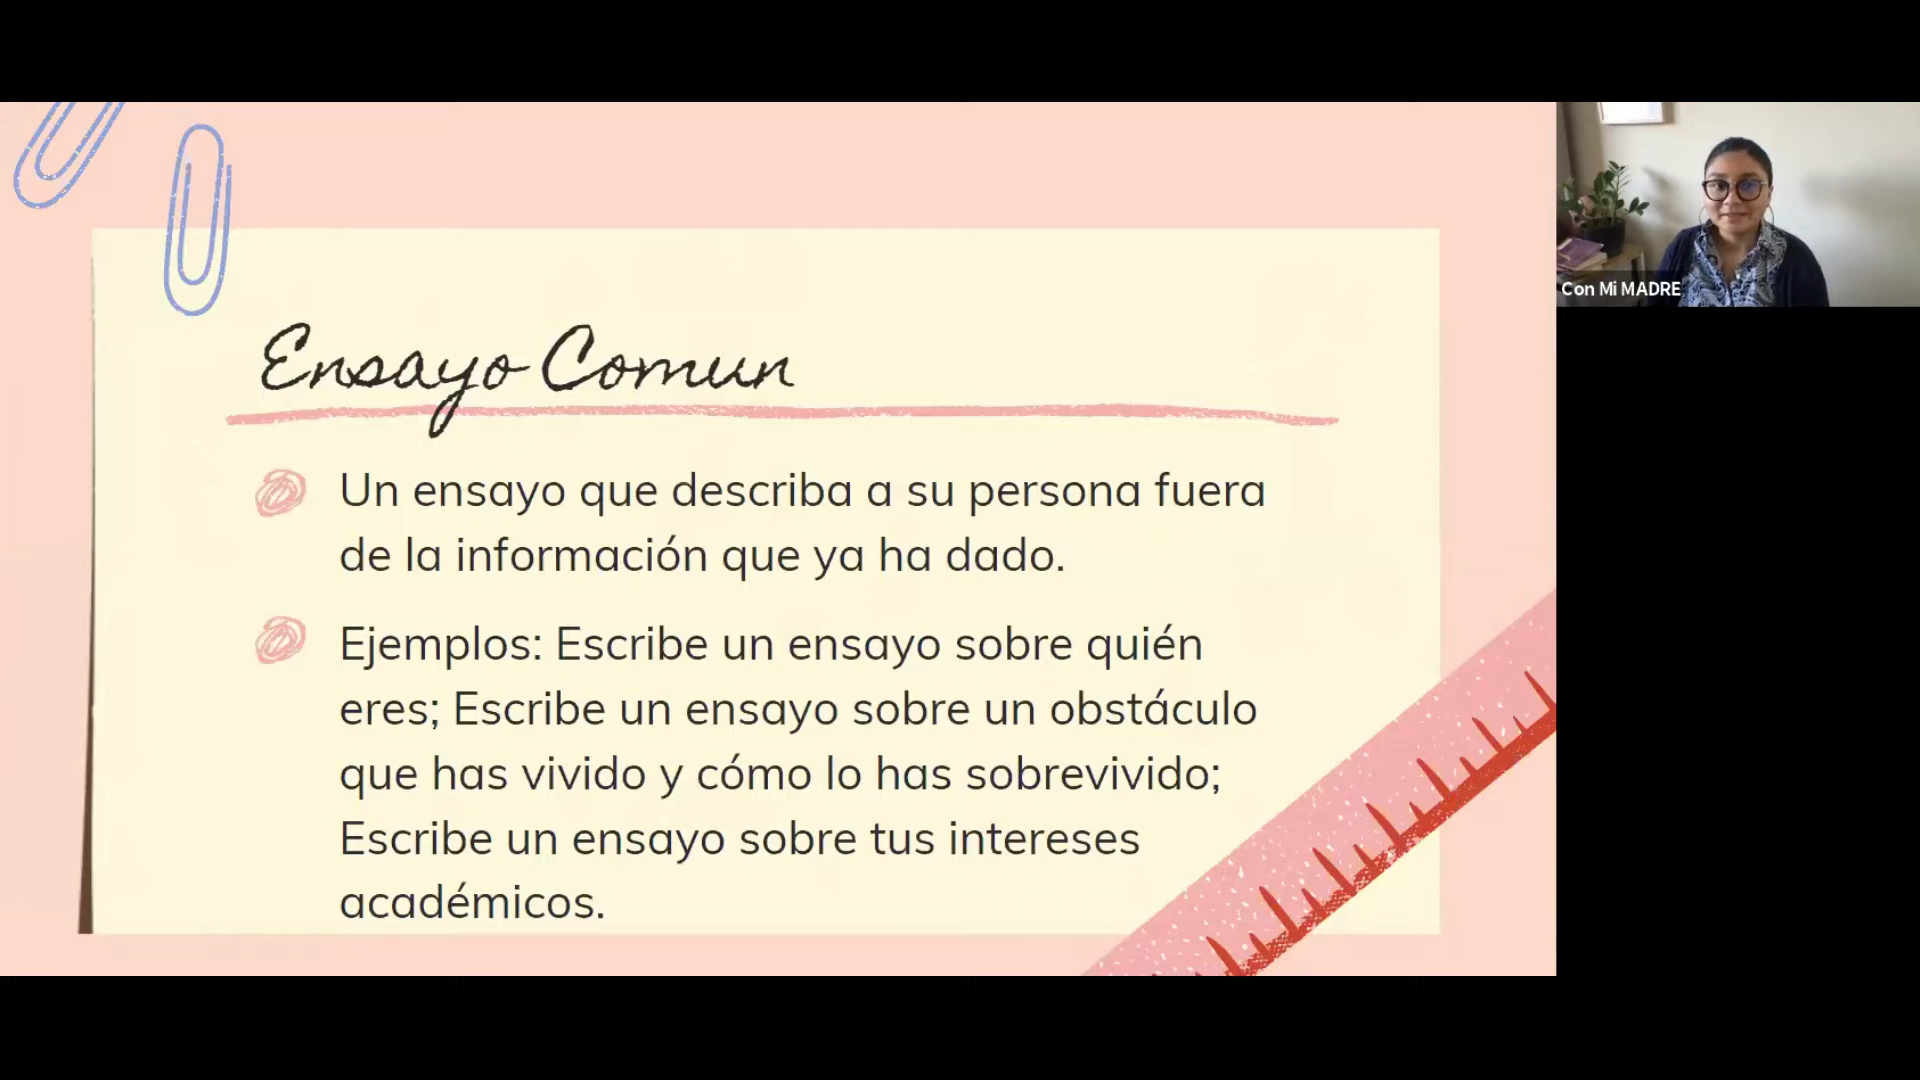 Ensayo Comun
Un ensayo que describa a su persona fuera
de la información que ya ha dado.
Ejemplos: Escribe un ensayo sobre quién
eres; Escribe un ensayo sobre un obstáculo
que has vivido y cómo lo has sobrevivido;
Escribe un ensayo sobre tus intereses
académicos.
Con Mi MADRE